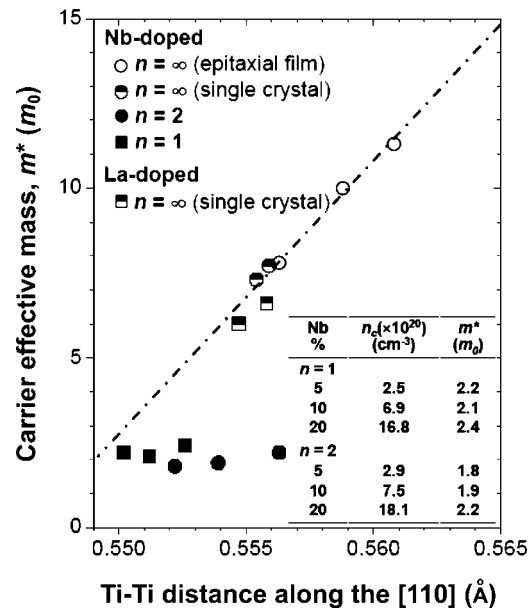 15
10
5
0
Carrier effective mass, m* (m₀)
Nb-doped
n = ∞ (epitaxial film)
n = ∞ (single crystal)
n = 2
n = 1
La-doped
n = ∞ (single crystal)
Nb % n꜀(×10²⁰) (cm⁻³) m* (m₀)
n = 1
5 2.5 2.2
10 6.9 2.1
20 16.8 2.4
n = 2
5 2.9 1.8
10 7.5 1.9
20 18.1 2.2
0.550 0.555 0.560 0.565
Ti-Ti distance along the [110] (Å)